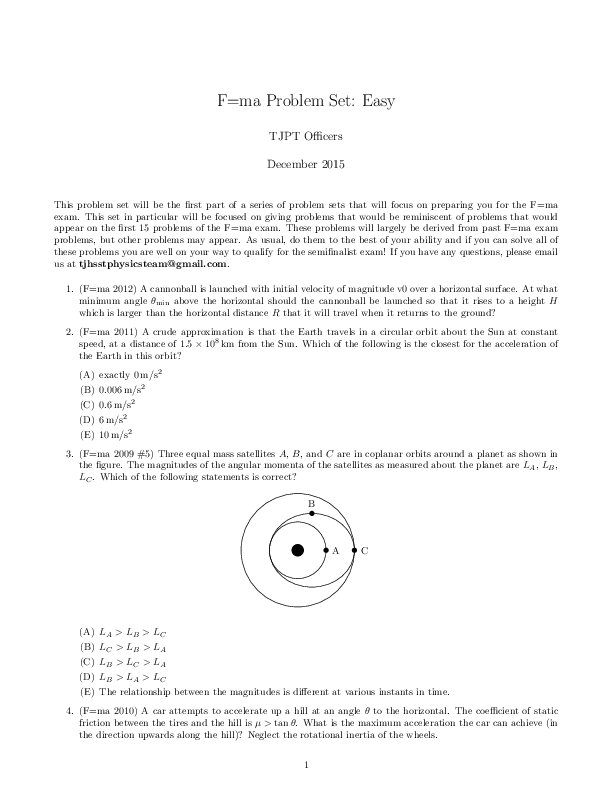 F=ma Problem Set: Easy
TJPT Officers
December 2015
This problem set will be the first part of a series of problem sets that will focus on preparing you for the F=ma
exam. This set in particular will be focused on giving problems that would be reminiscent of problems that would
appear on the first 15 problems of the F=ma exam. These problems will largely be derived from past F=ma exam
problems, but other problems may appear. As usual, do them to the best of your ability and if you can solve all of
these problems you are well on your way to qualify for the semifinalist exam! If you have any questions, please email
us at tjhsstphysicsteam@gmail.com.
1. (F=ma 2012) A cannonball is launched with initial velocity of magnitude v0 over a horizontal surface. At what
minimum angle θmin above the horizontal should the cannonball be launched so that it rises to a height H
which is larger than the horizontal distance R that it will travel when it returns to the ground?
2. (F=ma 2011) A crude approximation is that the Earth travels in a circular orbit about the Sun at constant
speed, at a distance of 1.5 × 10⁸ km from the Sun. Which of the following is the closest for the acceleration of
the Earth in this orbit?
(A) exactly 0 m/s²
(B) 0.006 m/s²
(C) 0.6 m/s²
(D) 6 m/s²
(E) 10 m/s²
3. (F=ma 2009 #5) Three equal mass satellites A, B, and C are in coplanar orbits around a planet as shown in
the figure. The magnitudes of the angular momenta of the satellites as measured about the planet are L_A, L_B,
L_C. Which of the following statements is correct?
B
A C
(A) L_A > L_B > L_C
(B) L_C > L_B > L_A
(C) L_B > L_C > L_A
(D) L_B > L_A > L_C
(E) The relationship between the magnitudes is different at various instants in time.
4. (F=ma 2010) A car attempts to accelerate up a hill at an angle θ to the horizontal. The coefficient of static
friction between the tires and the hill is μ > tan θ. What is the maximum acceleration the car can achieve (in
the direction upwards along the hill)? Neglect the rotational inertia of the wheels.
1